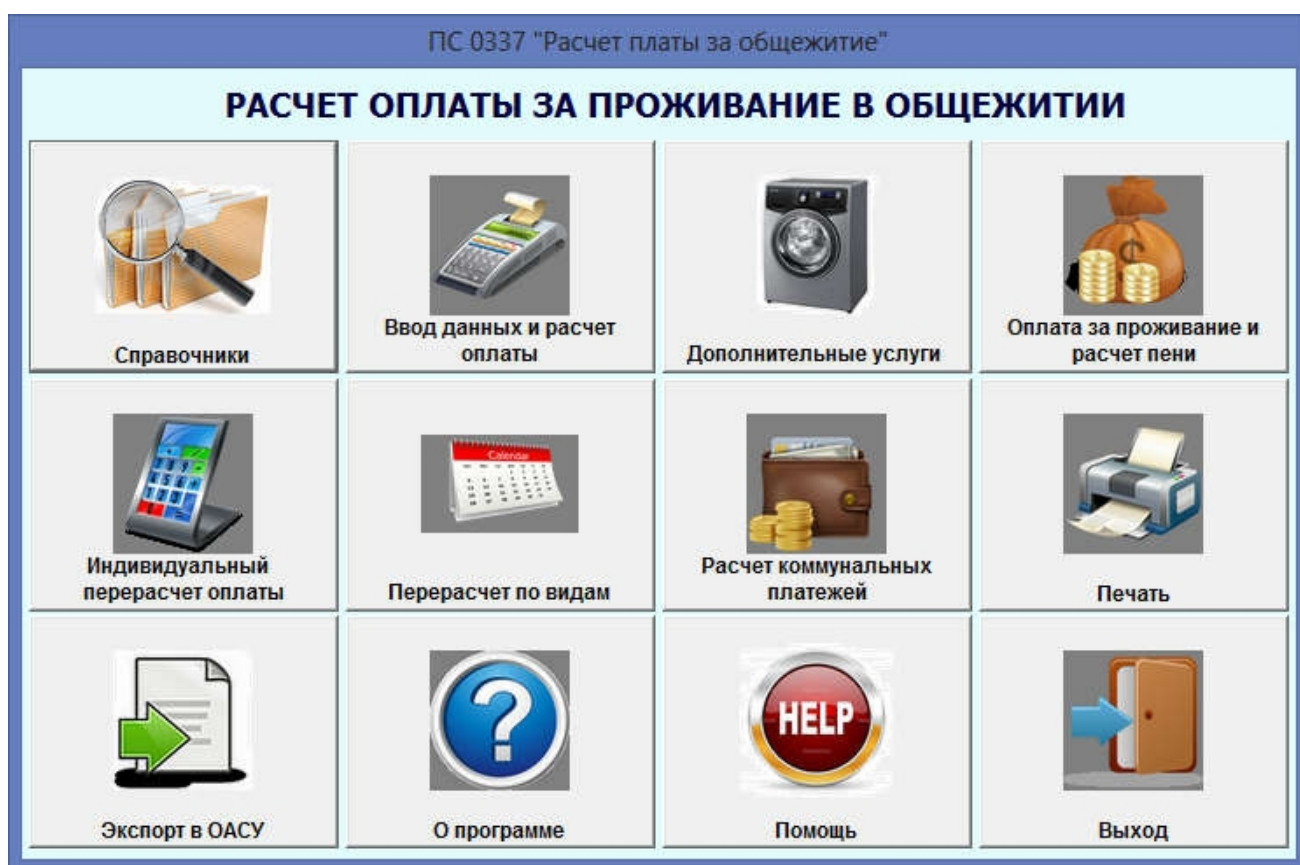 ПС 0337 "Расчет платы за общежитие"
РАСЧЕТ ОПЛАТЫ ЗА ПРОЖИВАНИЕ В ОБЩЕЖИТИИ
Справочники
Ввод данных и расчет
оплаты
Дополнительные услуги
Оплата за проживание и
расчет пени
Индивидуальный
перерасчет оплаты
Calendar
Перерасчет по видам
Расчет коммунальных
платежей
Печать
Экспорт в ОАСУ
О программе
HELP
Помощь
Выход